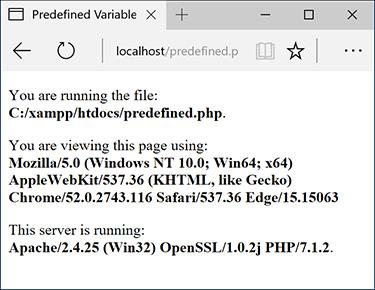 Predefined Variable
localhost/predefined.p
You are running the file:
C:/xampp/htdocs/predefined.php.
You are viewing this page using:
Mozilla/5.0 (Windows NT 10.0; Win64; x64)
AppleWebKit/537.36 (KHTML, like Gecko)
Chrome/52.0.2743.116 Safari/537.36 Edge/15.15063
This server is running:
Apache/2.4.25 (Win32) OpenSSL/1.0.2j PHP/7.1.2.